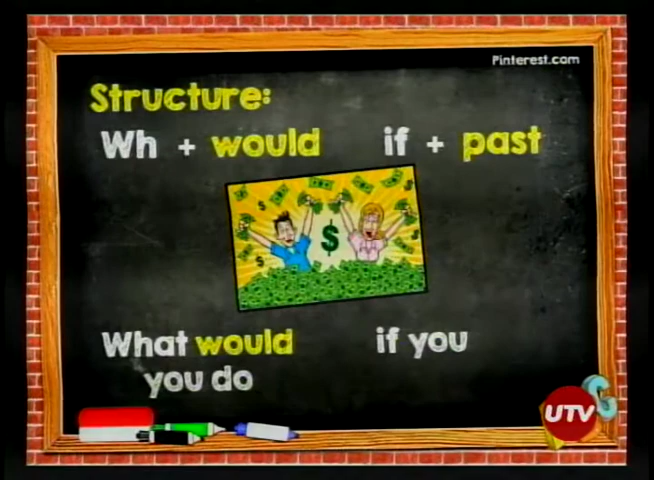 Pinterest.com
Structure:
Wh + would if + past
$
What would if you
you do
UTV